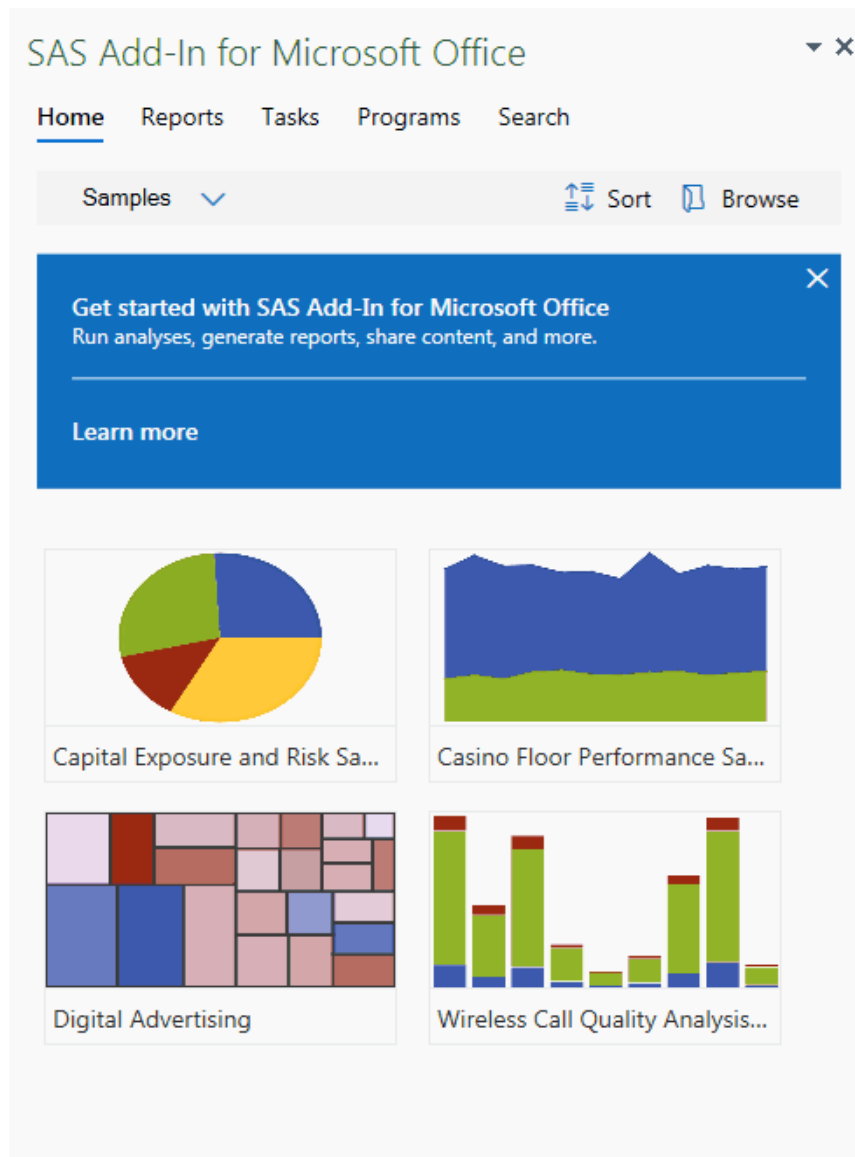 SAS Add-In for Microsoft Office
Home Reports Tasks Programs Search
Samples Sort Browse
Get started with SAS Add-In for Microsoft Office
Run analyses, generate reports, share content, and more.
Learn more
Capital Exposure and Risk Sa... Casino Floor Performance Sa...
Digital Advertising Wireless Call Quality Analysis...